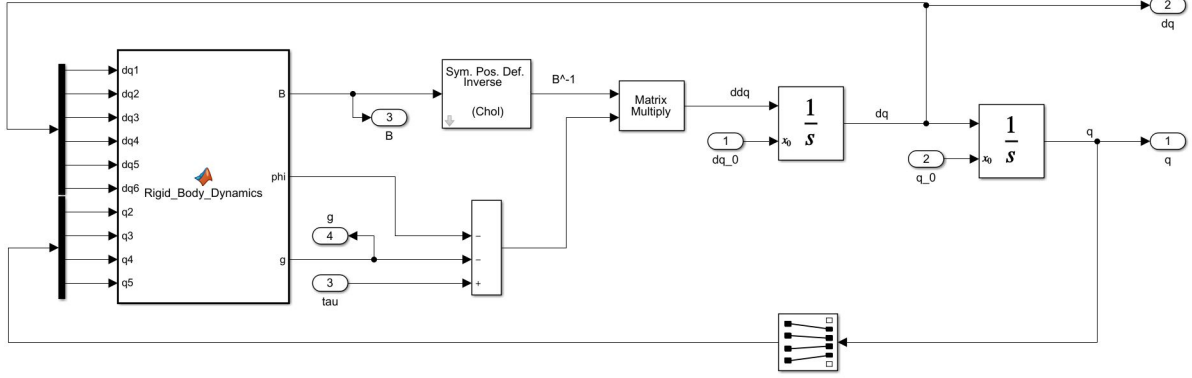 2
dq
dq1
dq2
dq3
dq4
dq5
dq6
q2
q3
q4
q5
Rigid_Body_Dynamics
B
phi
g
3
B
Sym. Pos. Def.
Inverse
(Chol)
B^-1
Matrix
Multiply
ddq
1
dq_0
1
s
x₀
dq
2
q_0
1
s
x₀
q
1
q
g
4
3
tau
−
−
+